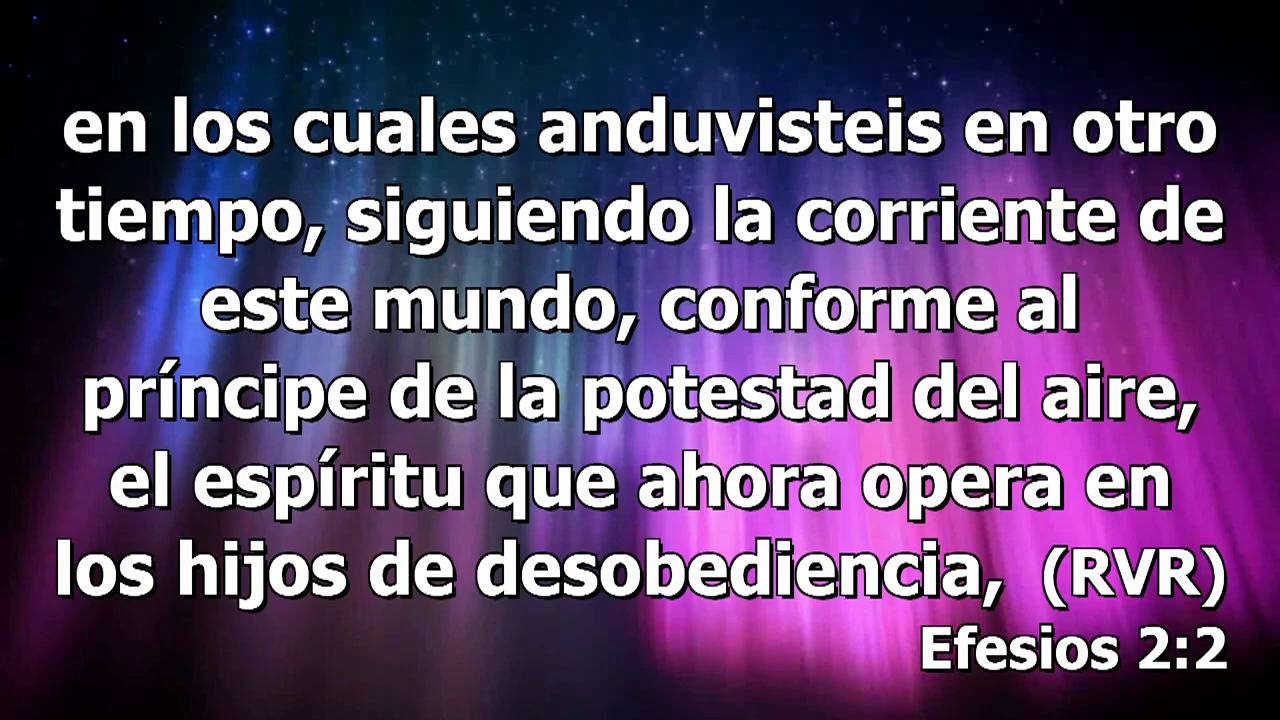 en los cuales anduvisteis en otro
tiempo, siguiendo la corriente de
este mundo, conforme al
príncipe de la potestad del aire,
el espíritu que ahora opera en
los hijos de desobediencia, (RVR)
Efesios 2:2